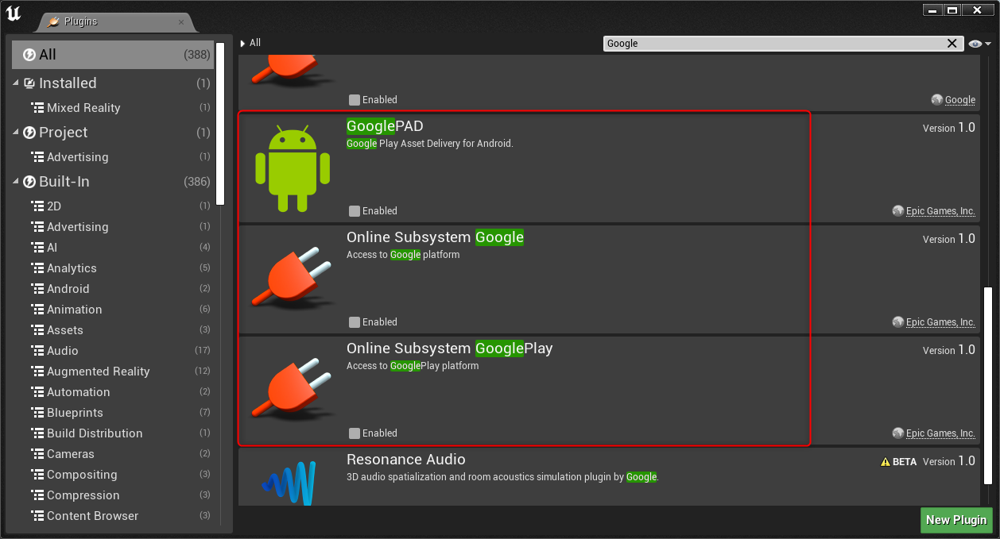 Plugins
All (388)
Installed (1)
Mixed Reality (1)
Project (1)
Advertising (1)
Built-In (386)
2D (1)
Advertising (1)
AI (4)
Analytics (5)
Android (2)
Animation (6)
Assets (3)
Audio (17)
Augmented Reality (12)
Automation (2)
Blueprints (7)
Build Distribution (1)
Cameras (2)
Compositing (3)
Compression (3)
Content Browser (3)
All
Google
Enabled
Google
GooglePAD
Version 1.0
Google Play Asset Delivery for Android.
Enabled
Epic Games, Inc.
Online Subsystem Google
Version 1.0
Access to Google platform
Enabled
Epic Games, Inc.
Online Subsystem GooglePlay
Version 1.0
Access to GooglePlay platform
Enabled
Epic Games, Inc.
Resonance Audio
BETA Version 1.0
3D audio spatialization and room acoustics simulation plugin by Google.
New Plugin